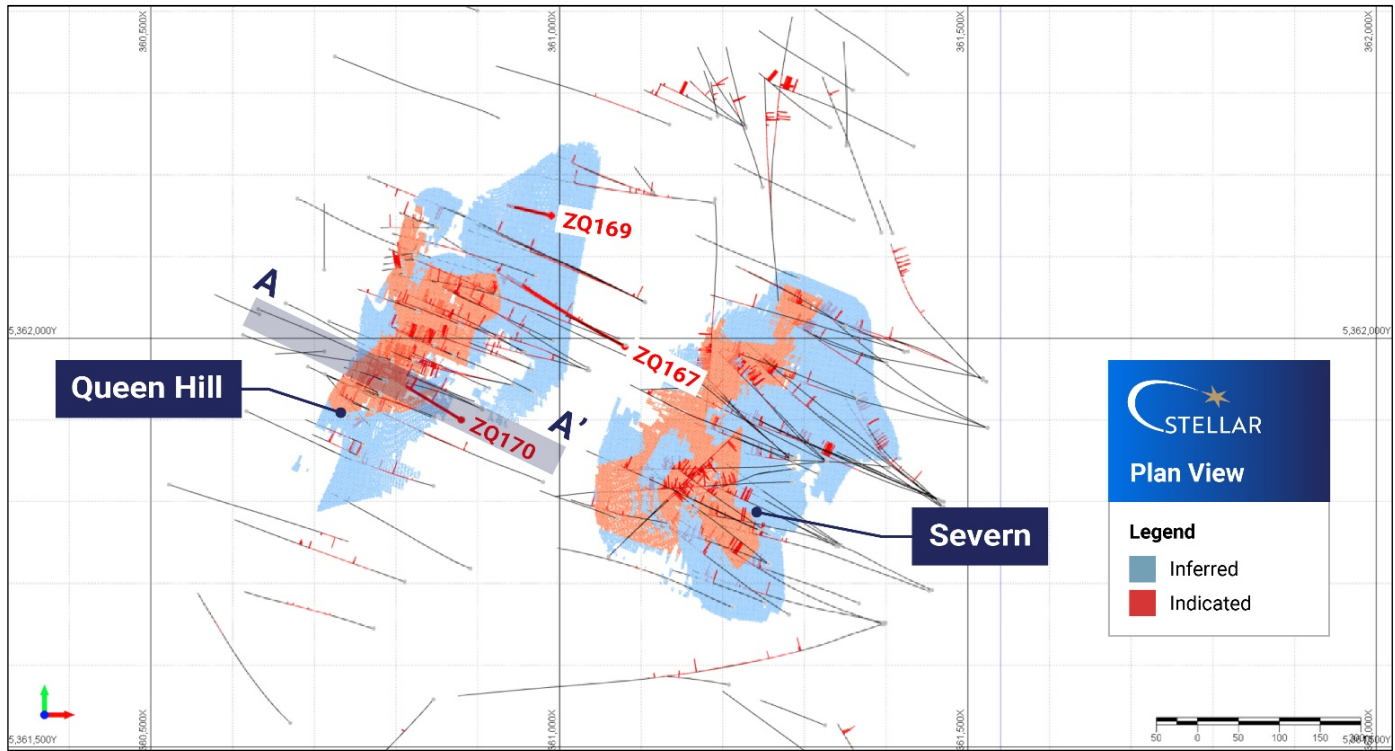 360,500X
361,000X
361,500X
362,000X
ZQ169
A
5,362,000Y
5,362,000Y
ZQ167
Queen Hill
A’
ZQ170
STELLAR
Plan View
Severn
Legend
Inferred
Indicated
360,500X
361,000X
361,500X
362,000X
50 0 50 100 150
5,361,500Y